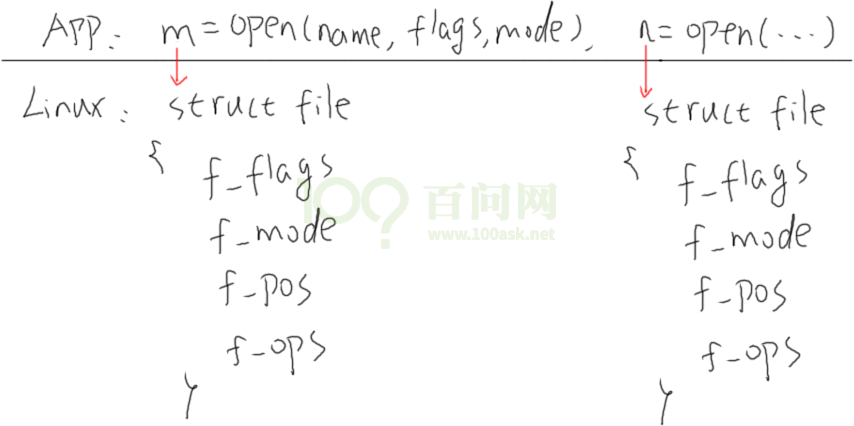 APP: m=open(name, flags, mode), n=open(...)
Linux: struct file struct file
{ {
f_flags f_flags
百问网
f_mode f_mode
www.100ask.net
f_pos f_pos
f_ops f_ops
} }